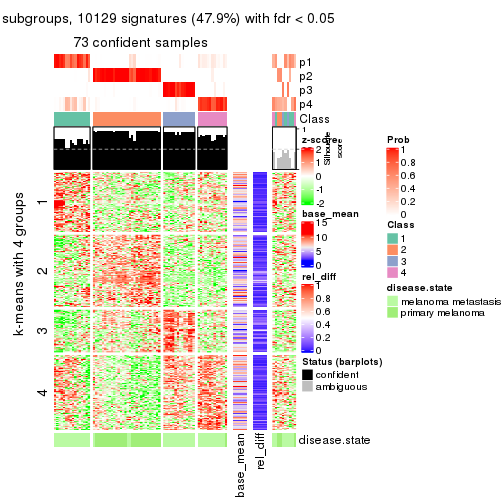 subgroups, 10129 signatures (47.9%) with fdr < 0.05
73 confident samples
p1
p2
p3
p4
Class
1
Silhouette
score
z-score
2
1
0
-1
-2
base_mean
15
10
5
0
rel_diff
1
0.8
0.6
0.4
0.2
0
Status (barplots)
confident
ambiguous
Prob
1
0.8
0.6
0.4
0.2
0
Class
1
2
3
4
disease.state
melanoma metastasis
primary melanoma
k-means with 4 groups
1
2
3
4
disease.state
base_mean
rel_diff